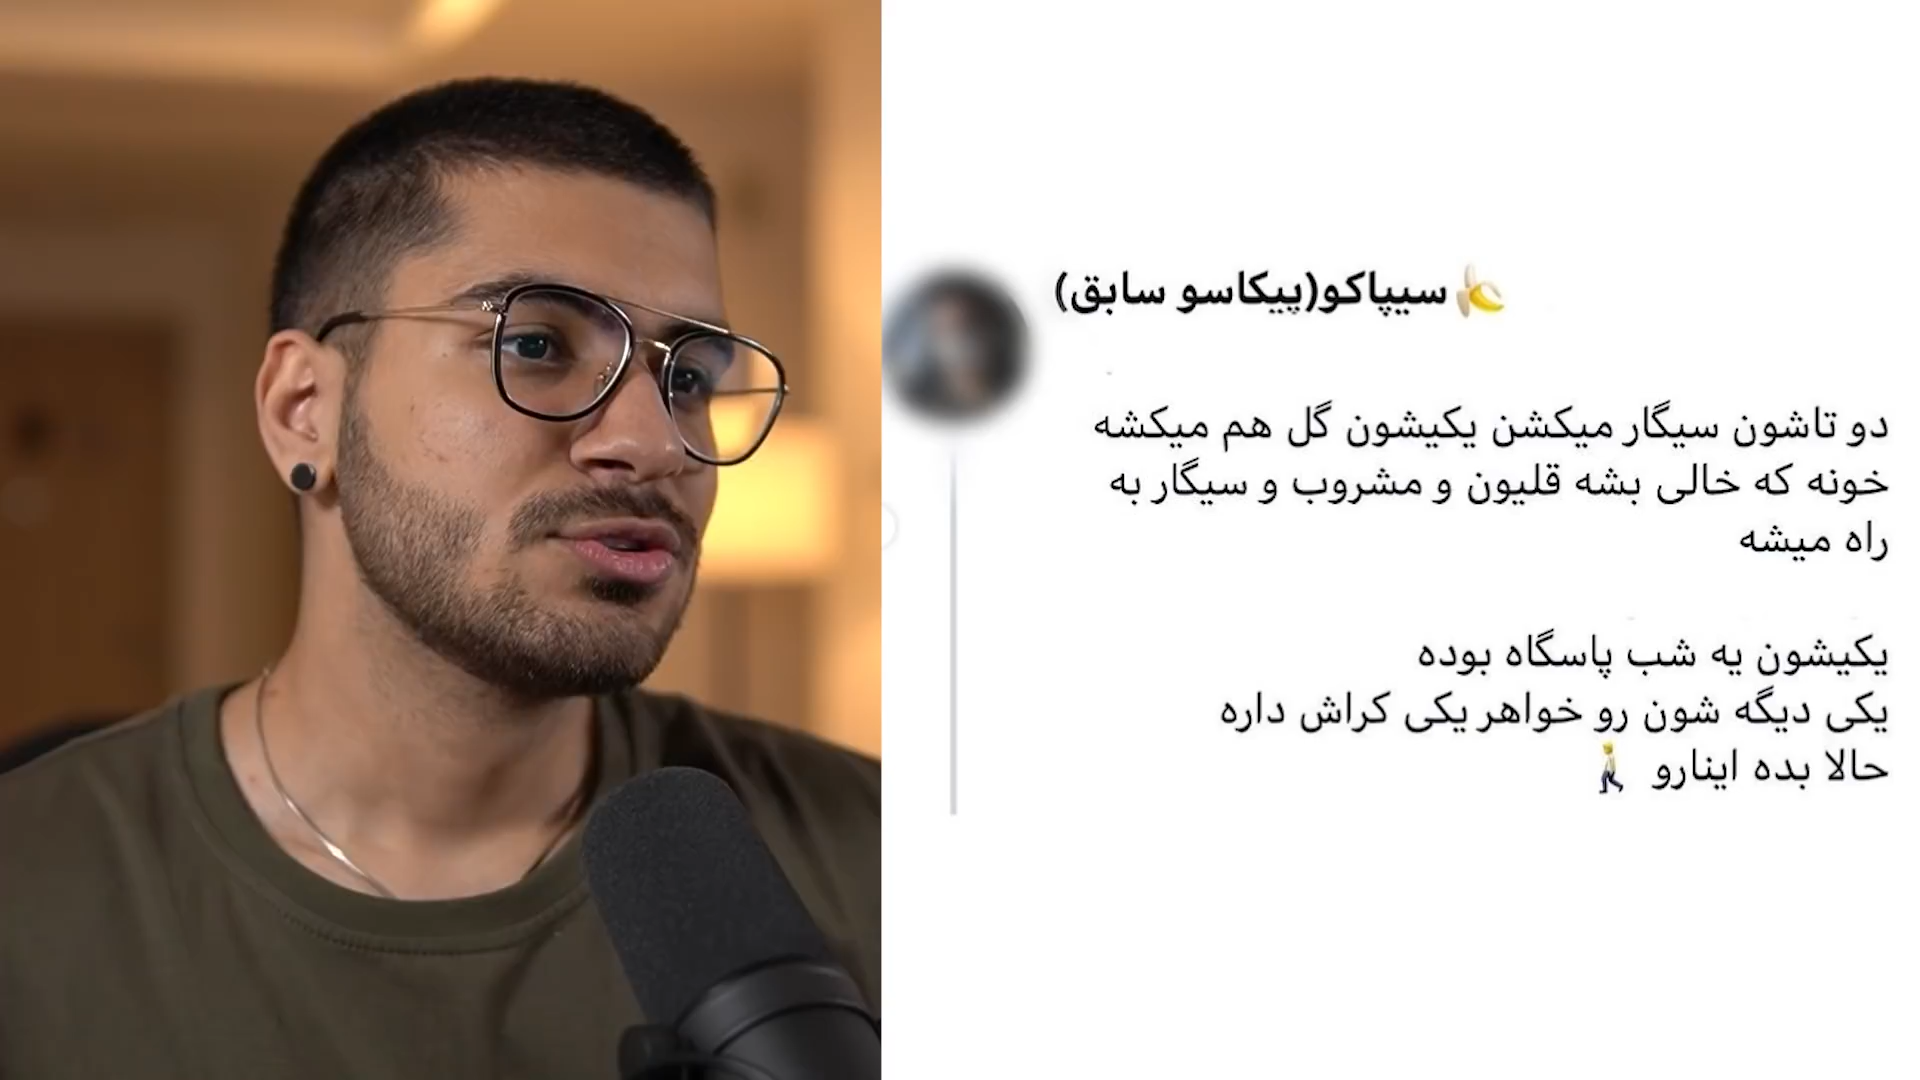 🍌سیپاکو(پیکاسو سابق)
دو تاشون سیگار میکشن یکیشون گل هم میکشه
خونه که خالی بشه قلیون و مشروب و سیگار به
راه میشه
یکیشون یه شب پاسگاه بوده
یکی دیگه شون رو خواهر یکی کراش داره
حالا بده اینارو 🚶